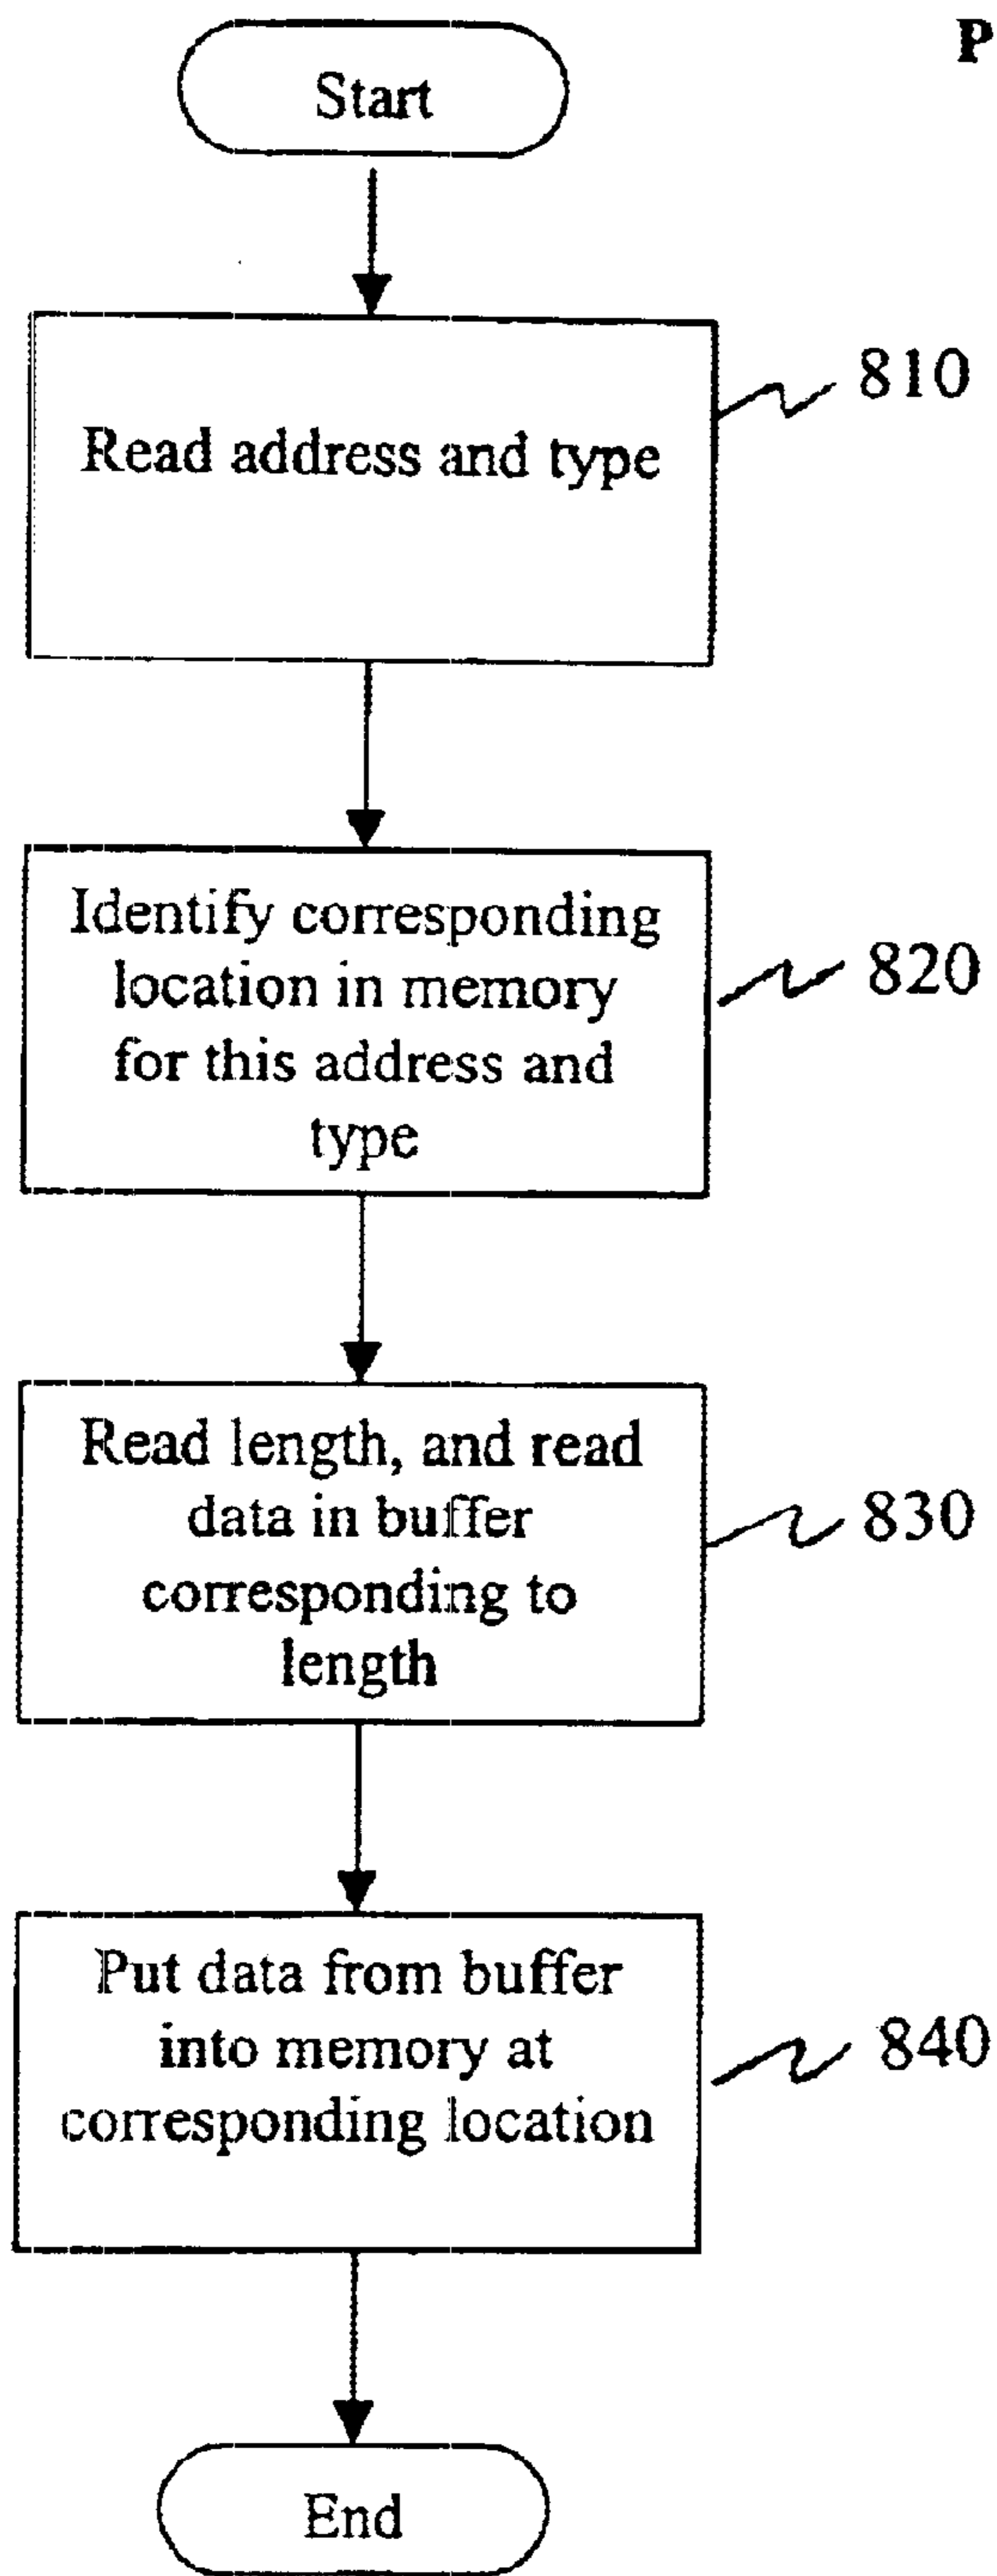 P
Start
Read address and type
810
Identify corresponding
location in memory
for this address and
type
820
Read length, and read
data in buffer
corresponding to
length
830
Put data from buffer
into memory at
corresponding location
840
End